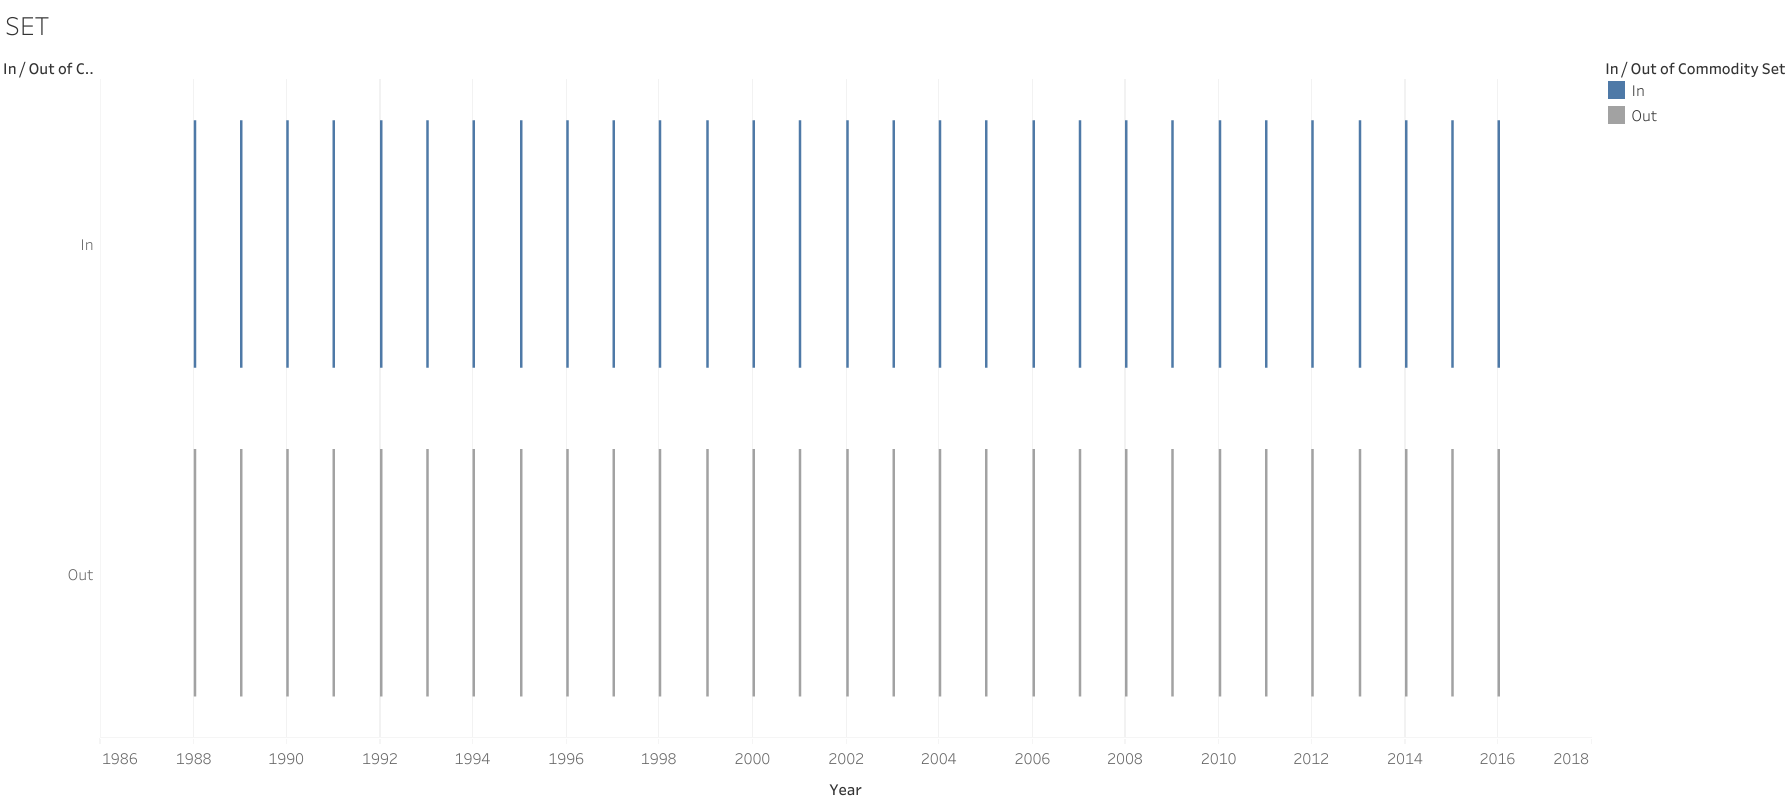 SET
In / Out of C..
In / Out of Commodity Set
In
Out
In
Out
1986 1988 1990 1992 1994 1996 1998 2000 2002 2004 2006 2008 2010 2012 2014 2016 2018
Year